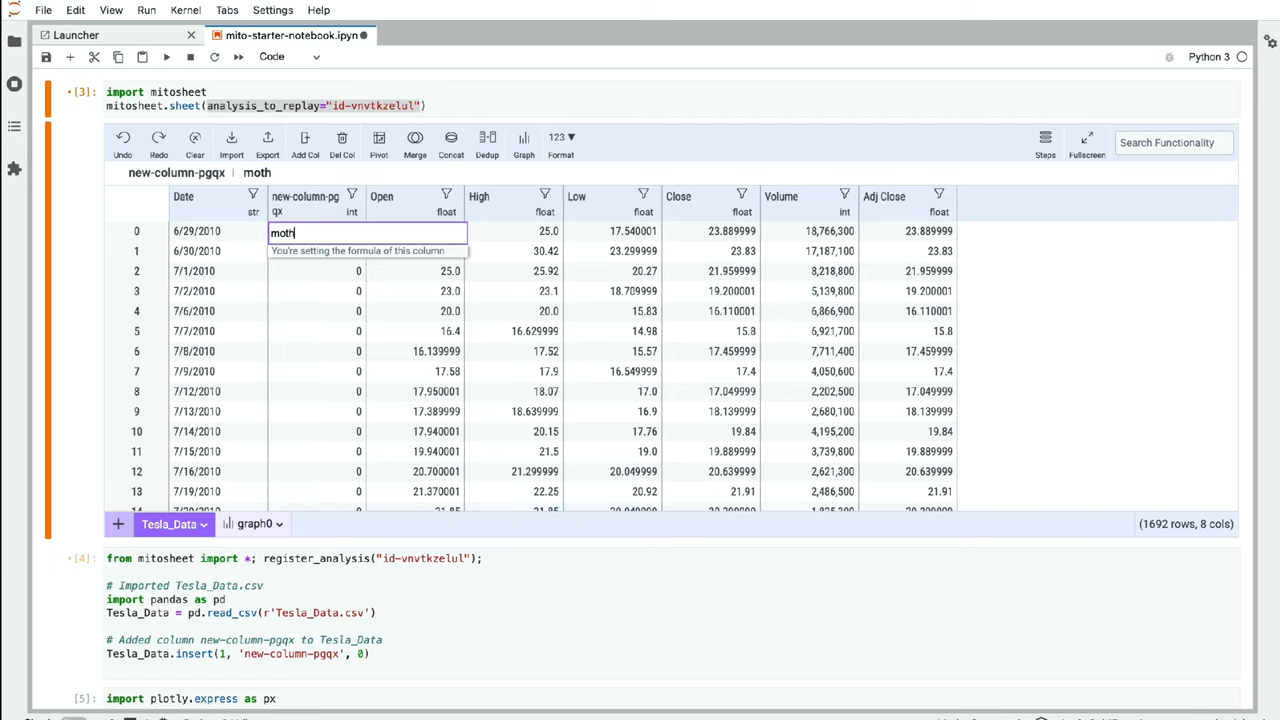 File Edit View Run Kernel Tabs Settings Help
Launcher
mito-starter-notebook.ipyn
Code
Python 3
[3]:
import mitosheet
mitosheet.sheet(analysis_to_replay="id-vnvtkzelul")
Undo Redo Clear Import Export Add Col Del Col Pivot Merge Concat Dedup Graph 123 Format Steps Fullscreen
Search Functionality
new-column-pgqx moth
Date new-column-pg Open High Low Close Volume Adj Close
qx
str int float float float float int float
0 6/29/2010 moth 25.0 17.540001 23.889999 18,766,300 23.889999
You're setting the formula of this column
1 6/30/2010 30.42 23.299999 23.83 17,187,100 23.83
2 7/1/2010 0 25.0 25.92 20.27 21.959999 8,218,800 21.959999
3 7/2/2010 0 23.0 23.1 18.709999 19.200001 5,139,800 19.200001
4 7/6/2010 0 20.0 20.0 15.83 16.110001 6,866,900 16.110001
5 7/7/2010 0 16.4 16.629999 14.98 15.8 6,921,700 15.8
6 7/8/2010 0 16.139999 17.52 15.57 17.459999 7,711,400 17.459999
7 7/9/2010 0 17.58 17.9 16.549999 17.4 4,050,600 17.4
8 7/12/2010 0 17.950001 18.07 17.0 17.049999 2,202,500 17.049999
9 7/13/2010 0 17.389999 18.639999 16.9 18.139999 2,680,100 18.139999
10 7/14/2010 0 17.940001 20.15 17.76 19.84 4,195,200 19.84
11 7/15/2010 0 19.940001 21.5 19.0 19.889999 3,739,800 19.889999
12 7/16/2010 0 20.700001 21.299999 20.049999 20.639999 2,621,300 20.639999
13 7/19/2010 0 21.370001 22.25 20.92 21.91 2,486,500 21.91
+ Tesla_Data graph0 (1692 rows, 8 cols)
[4]:
from mitosheet import *; register_analysis("id-vnvtkzelul");
# Imported Tesla_Data.csv
import pandas as pd
Tesla_Data = pd.read_csv(r'Tesla_Data.csv')
# Added column new-column-pgqx to Tesla_Data
Tesla_Data.insert(1, 'new-column-pgqx', 0)
[5]: import plotly.express as px